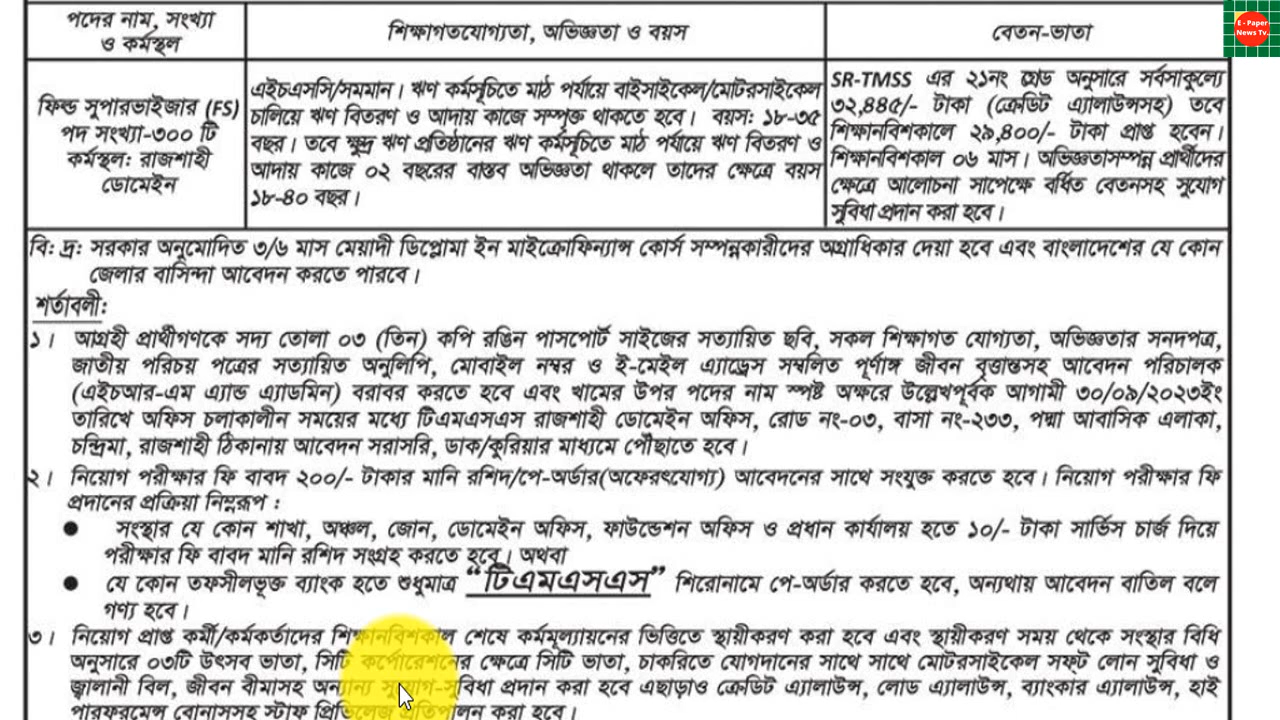 পদের নাম, সংখ্যা
ও কর্মস্থল
শিক্ষাগতযোগ্যতা, অভিজ্ঞতা ও বয়স
বেতন-ভাতা
E - Paper
News Tv.
ফিল্ড সুপারভাইজার (FS)
পদ সংখ্যা-৩০০ টি
কর্মস্থল: রাজশাহী
ডোমেইন
এইচএসসি/সমমান। ঋণ কর্মসূচিতে মাঠ পর্যায়ে বাইসাইকেল/মোটরসাইকেল
চালিয়ে ঋণ বিতরণ ও আদায় কাজে সম্পৃক্ত থাকতে হবে। বয়স: ১৮-৩৫
বছর। তবে ক্ষুদ্র ঋণ প্রতিষ্ঠানের ঋণ কর্মসূচিতে মাঠ পর্যায়ে ঋণ বিতরণ ও
আদায় কাজে ০২ বছরের বাস্তব অভিজ্ঞতা থাকলে তাদের ক্ষেত্রে বয়স
১৮-৪০ বছর।
SR-TMSS এর ২১নং গ্রেড অনুসারে সর্বসাকুল্যে
৩২,৪৪৫/- টাকা (ক্রেডিট এ্যালাউন্সসহ) তবে
শিক্ষানবিশকালে ২৯,৪০০/- টাকা প্রাপ্ত হবেন।
শিক্ষানবিশকাল ০৬ মাস। অভিজ্ঞতাসম্পন্ন প্রার্থীদের
ক্ষেত্রে আলোচনা সাপেক্ষে বর্ধিত বেতনসহ সুযোগ
সুবিধা প্রদান করা হবে।
বি: দ্র: সরকার অনুমোদিত ৩/৬ মাস মেয়াদী ডিপ্লোমা ইন মাইক্রোফিন্যান্স কোর্স সম্পন্নকারীদের অগ্রাধিকার দেয়া হবে এবং বাংলাদেশের যে কোন
জেলার বাসিন্দা আবেদন করতে পারবে।
শর্তাবলী:
১। আগ্রহী প্রার্থীগণকে সদ্য তোলা ০৩ (তিন) কপি রঙিন পাসপোর্ট সাইজের সত্যায়িত ছবি, সকল শিক্ষাগত যোগ্যতা, অভিজ্ঞতার সনদপত্র,
জাতীয় পরিচয় পত্রের সত্যায়িত অনুলিপি, মোবাইল নম্বর ও ই-মেইল এ্যাড্রেস সম্বলিত পূর্ণাঙ্গ জীবন বৃত্তান্তসহ আবেদন পরিচালক
(এইচআর-এম এ্যান্ড এ্যাডমিন) বরাবর করতে হবে এবং খামের উপর পদের নাম স্পষ্ট অক্ষরে উল্লেখপূর্বক আগামী ৩০/০৯/২০২৩ইং
তারিখে অফিস চলাকালীন সময়ের মধ্যে টিএমএসএস রাজশাহী ডোমেইন অফিস, রোড নং-০৩, বাসা নং-২৩৩, পদ্মা আবাসিক এলাকা,
চন্দ্রিমা, রাজশাহী ঠিকানায় আবেদন সরাসরি, ডাক/কুরিয়ার মাধ্যমে পৌঁছাতে হবে।
২। নিয়োগ পরীক্ষার ফি বাবদ ২০০/- টাকার মানি রশিদ/পে-অর্ডার(অফেরৎযোগ্য) আবেদনের সাথে সংযুক্ত করতে হবে। নিয়োগ পরীক্ষার ফি
প্রদানের প্রক্রিয়া নিম্নরূপ :
● সংস্থার যে কোন শাখা, অঞ্চল, জোন, ডোমেইন অফিস, ফাউন্ডেশন অফিস ও প্রধান কার্যালয় হতে ১০/- টাকা সার্ভিস চার্জ দিয়ে
পরীক্ষার ফি বাবদ মানি রশিদ সংগ্রহ করতে হবে। অথবা
● যে কোন তফসীলভূক্ত ব্যাংক হতে শুধুমাত্র “টিএমএসএস” শিরোনামে পে-অর্ডার করতে হবে, অন্যথায় আবেদন বাতিল বলে
গণ্য হবে।
৩। নিয়োগ প্রাপ্ত কর্মী/কর্মকর্তাদের শিক্ষানবিশকাল শেষে কর্মমূল্যায়নের ভিত্তিতে স্থায়ীকরণ করা হবে এবং স্থায়ীকরণ সময় থেকে সংস্থার বিধি
অনুসারে ০৩টি উৎসব ভাতা, সিটি কর্পোরেশনের ক্ষেত্রে সিটি ভাতা, চাকরিতে যোগদানের সাথে সাথে মোটরসাইকেল সফ্ট লোন সুবিধা ও
জ্বালানী বিল, জীবন বীমাসহ অন্যান্য সুযোগ-সুবিধা প্রদান করা হবে এছাড়াও ক্রেডিট এ্যালাউন্স, লোড এ্যালাউন্স, ব্যাংকার এ্যালাউন্স, হাই
পারফরমেন্স বোনাসসহ স্টাফ প্রিভিলেজ প্রতিপালন করা হবে।